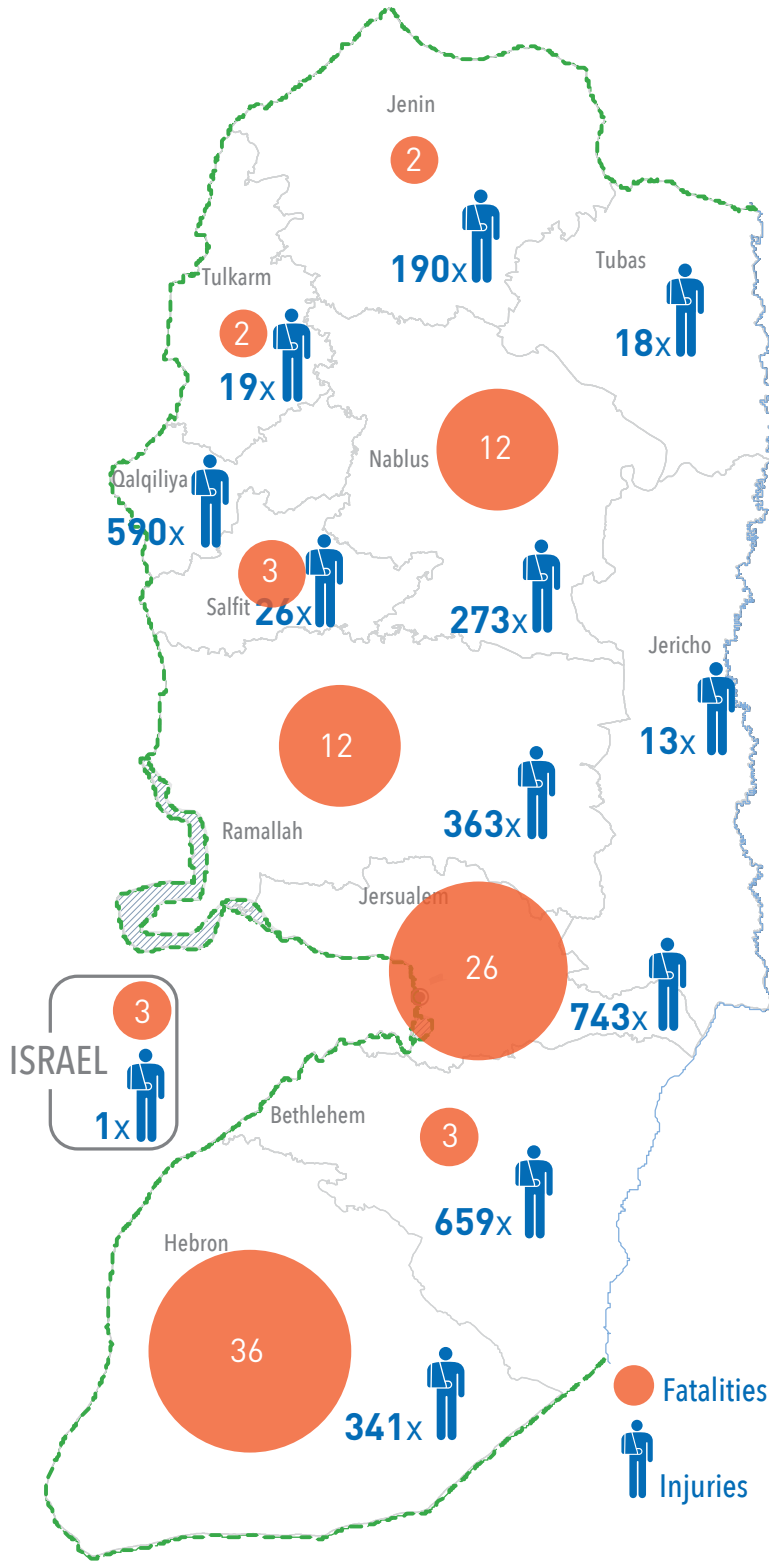 Jenin
2
190x
Tubas
18x
Tulkarm
2
19x
Nablus
12
273x
Qalqiliya
590x
3
Salfit
26x
Jericho
13x
12
363x
Ramallah
Jersualem
26
743x
ISRAEL
3
1x
Bethlehem
3
659x
Hebron
36
341x
Fatalities
Injuries